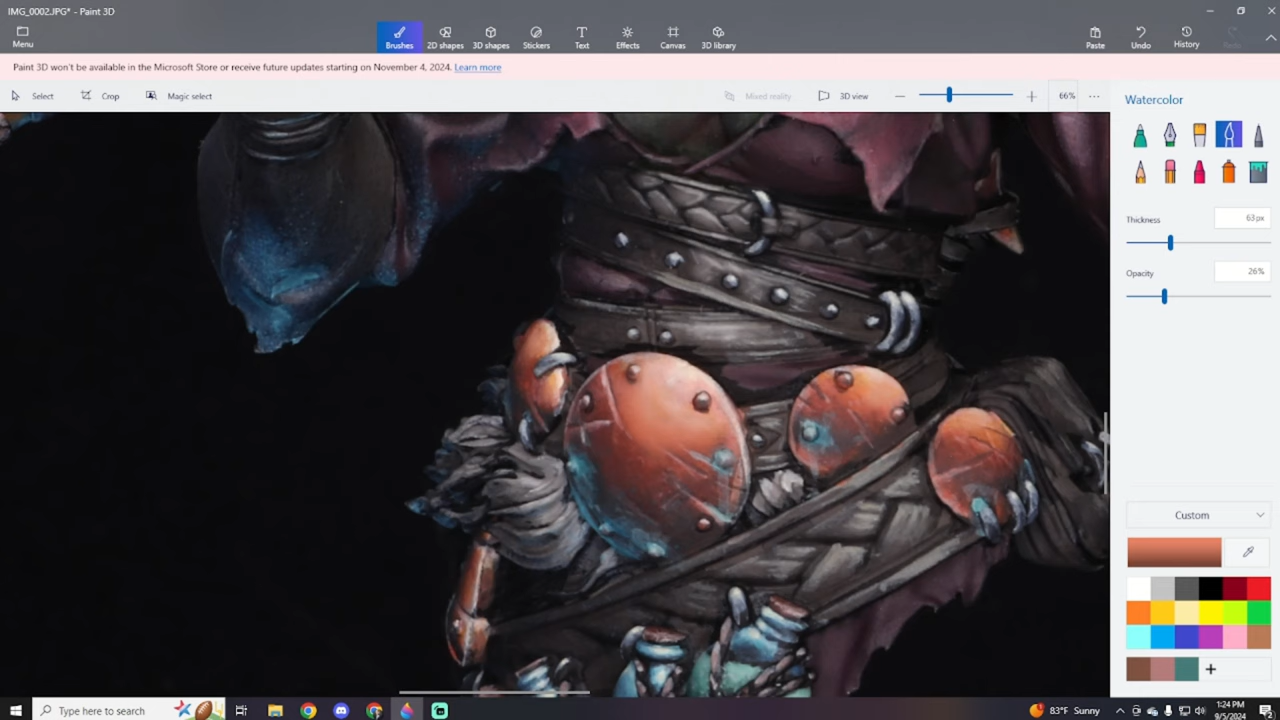 IMG_0002.JPG* - Paint 3D
Menu
Brushes
2D shapes
3D shapes
Stickers
Text
Effects
Canvas
3D library
Paste
Undo
History
Redo
Paint 3D won't be available in the Microsoft Store or receive future updates starting on November 4, 2024. Learn more
Select
Crop
Magic select
Mixed reality
3D view
66%
Watercolor
Thickness
63px
Opacity
26%
Custom
Type here to search
83°F Sunny
1:24 PM
9/5/2024